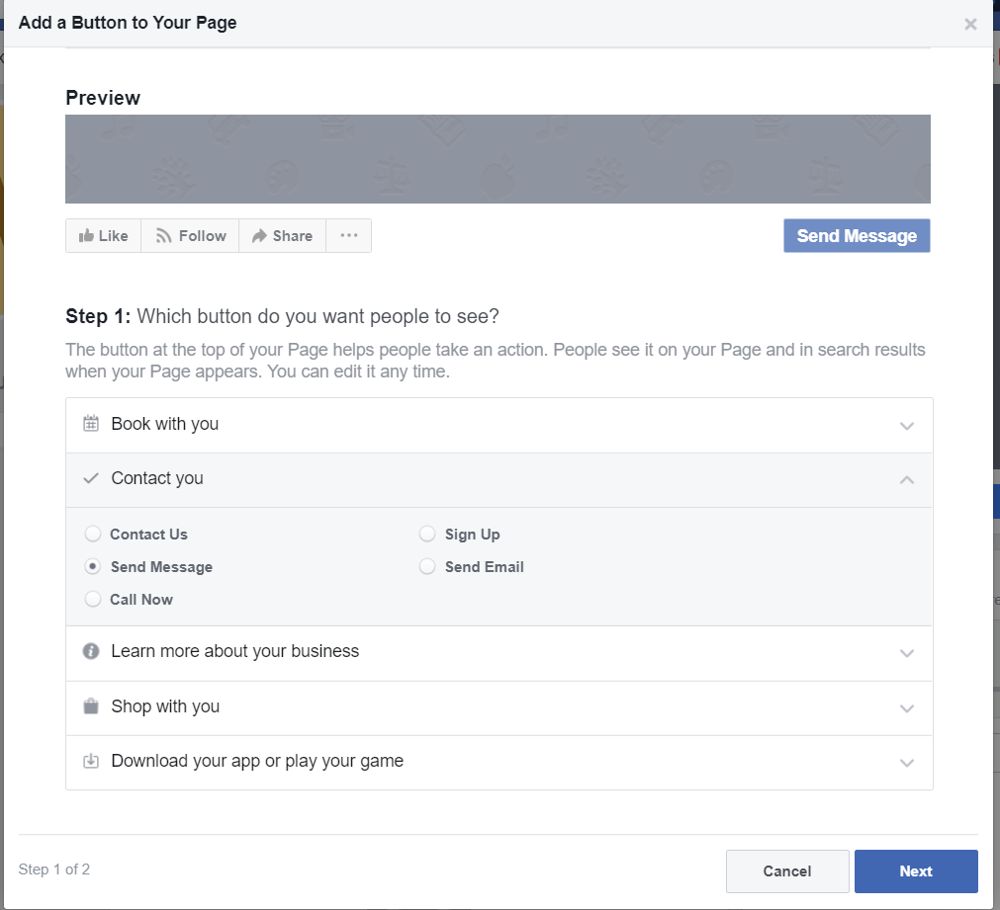 Add a Button to Your Page
Preview
Like Follow Share
Send Message
Step 1: Which button do you want people to see?
The button at the top of your Page helps people take an action. People see it on your Page and in search results
when your Page appears. You can edit it any time.
Book with you
Contact you
Contact Us
Sign Up
Send Message
Send Email
Call Now
Learn more about your business
Shop with you
Download your app or play your game
Step 1 of 2
Cancel
Next